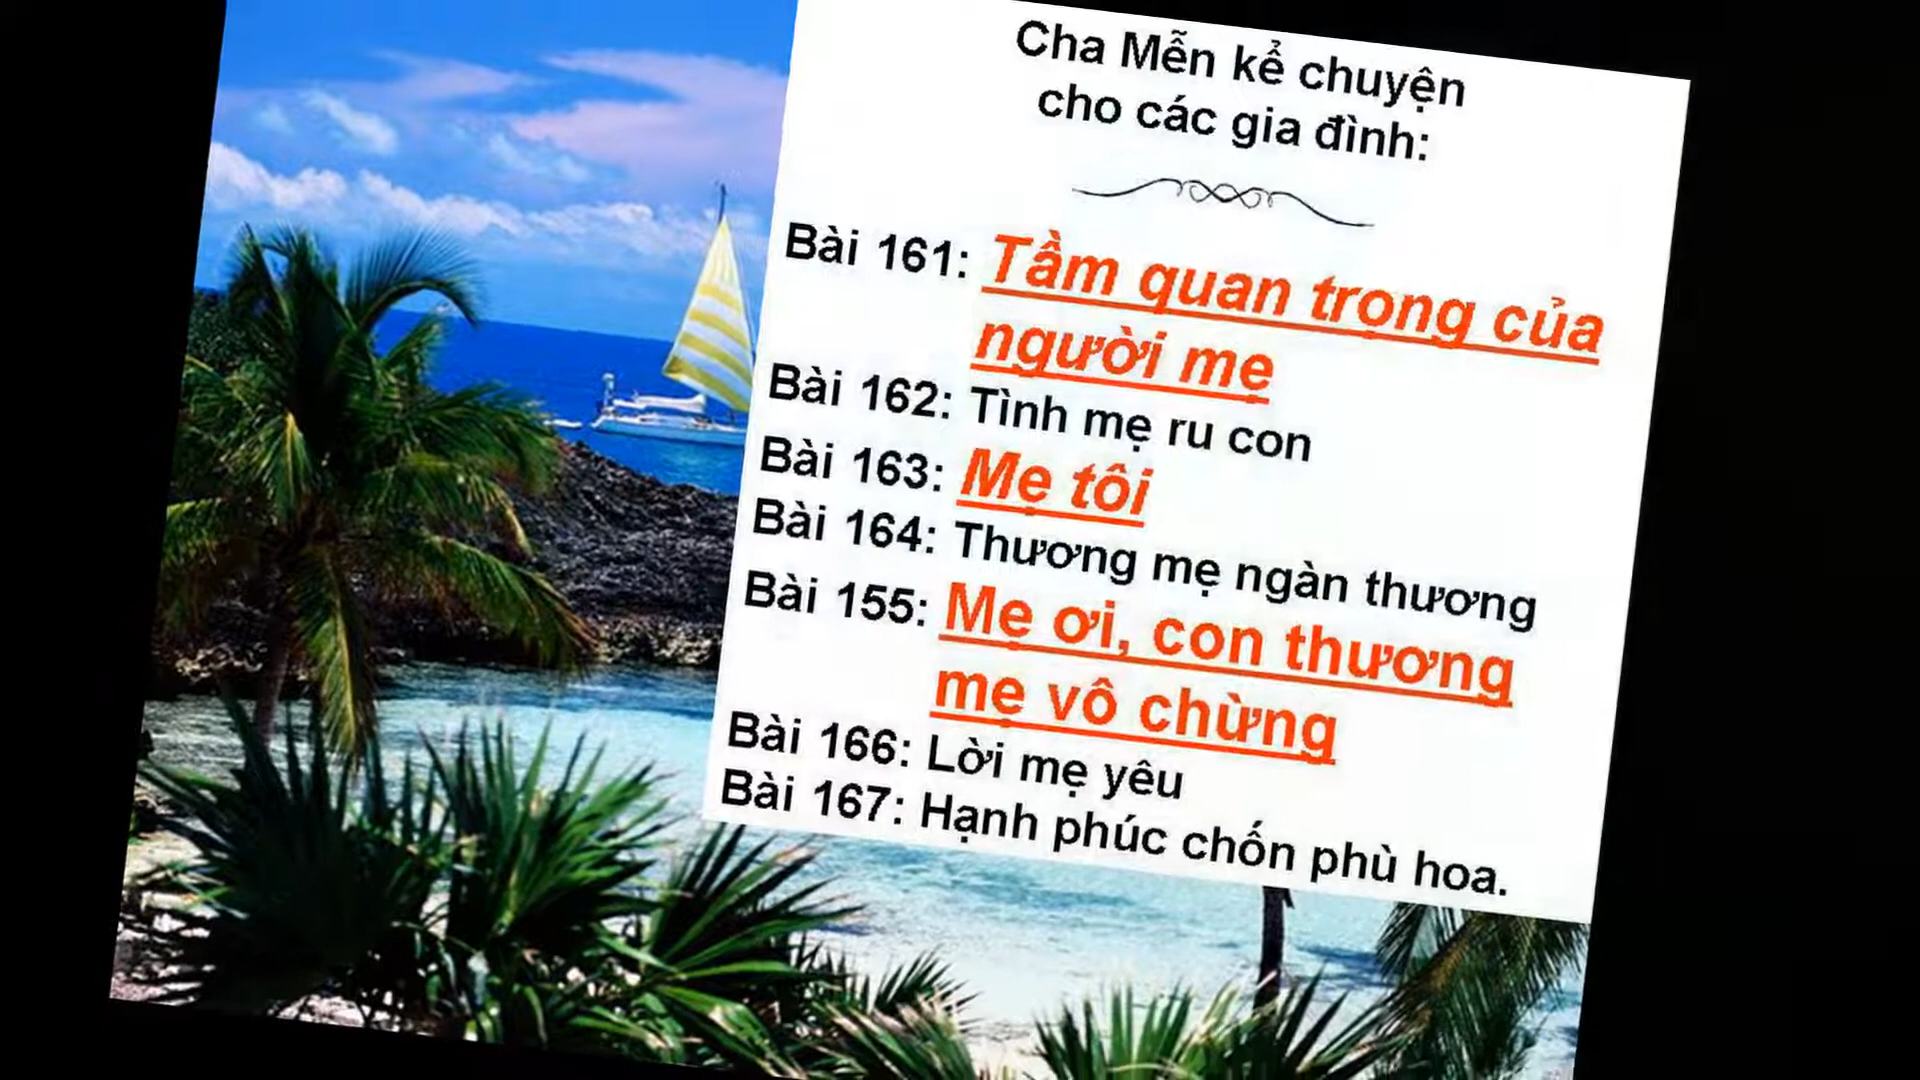 Cha Mễn kể chuyện
cho các gia đình:
Bài 161: Tầm quan trọng của
người mẹ
Bài 162: Tình mẹ ru con
Bài 163: Mẹ tôi
Bài 164: Thương mẹ ngàn thương
Bài 155: Mẹ ơi, con thương
mẹ vô chừng
Bài 166: Lời mẹ yêu
Bài 167: Hạnh phúc chốn phù hoa.